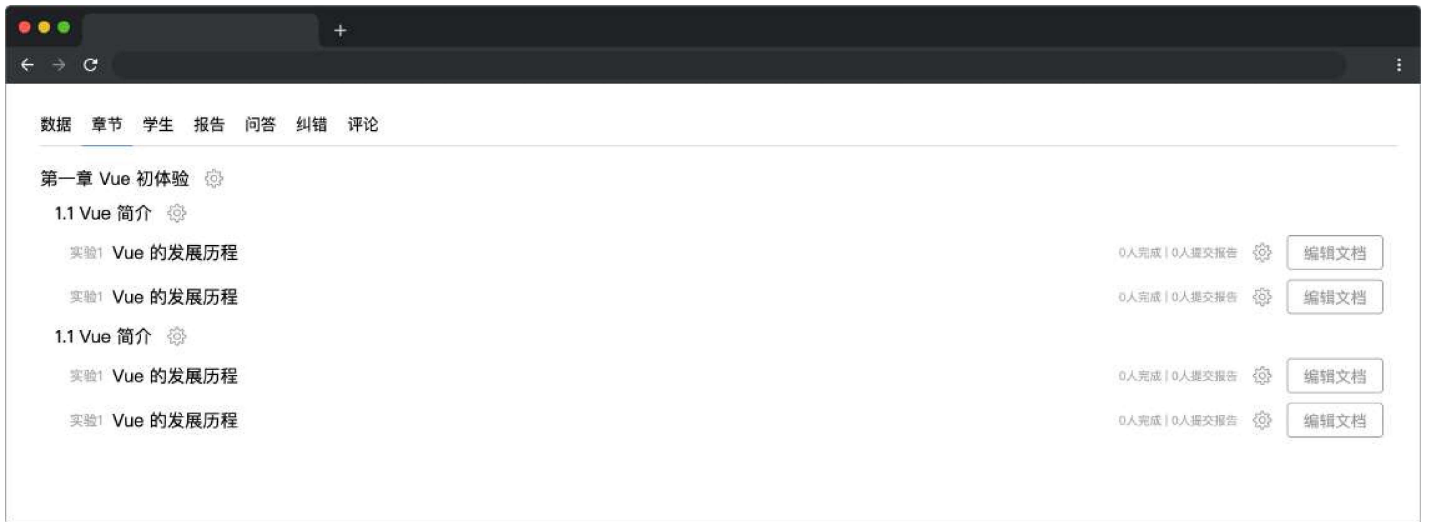 数据 章节 学生 报告 问答 纠错 评论
第一章 Vue 初体验
1.1 Vue 简介
实验1 Vue 的发展历程 0人完成 | 0人提交报告 编辑文档
实验1 Vue 的发展历程 0人完成 | 0人提交报告 编辑文档
1.1 Vue 简介
实验1 Vue 的发展历程 0人完成 | 0人提交报告 编辑文档
实验1 Vue 的发展历程 0人完成 | 0人提交报告 编辑文档